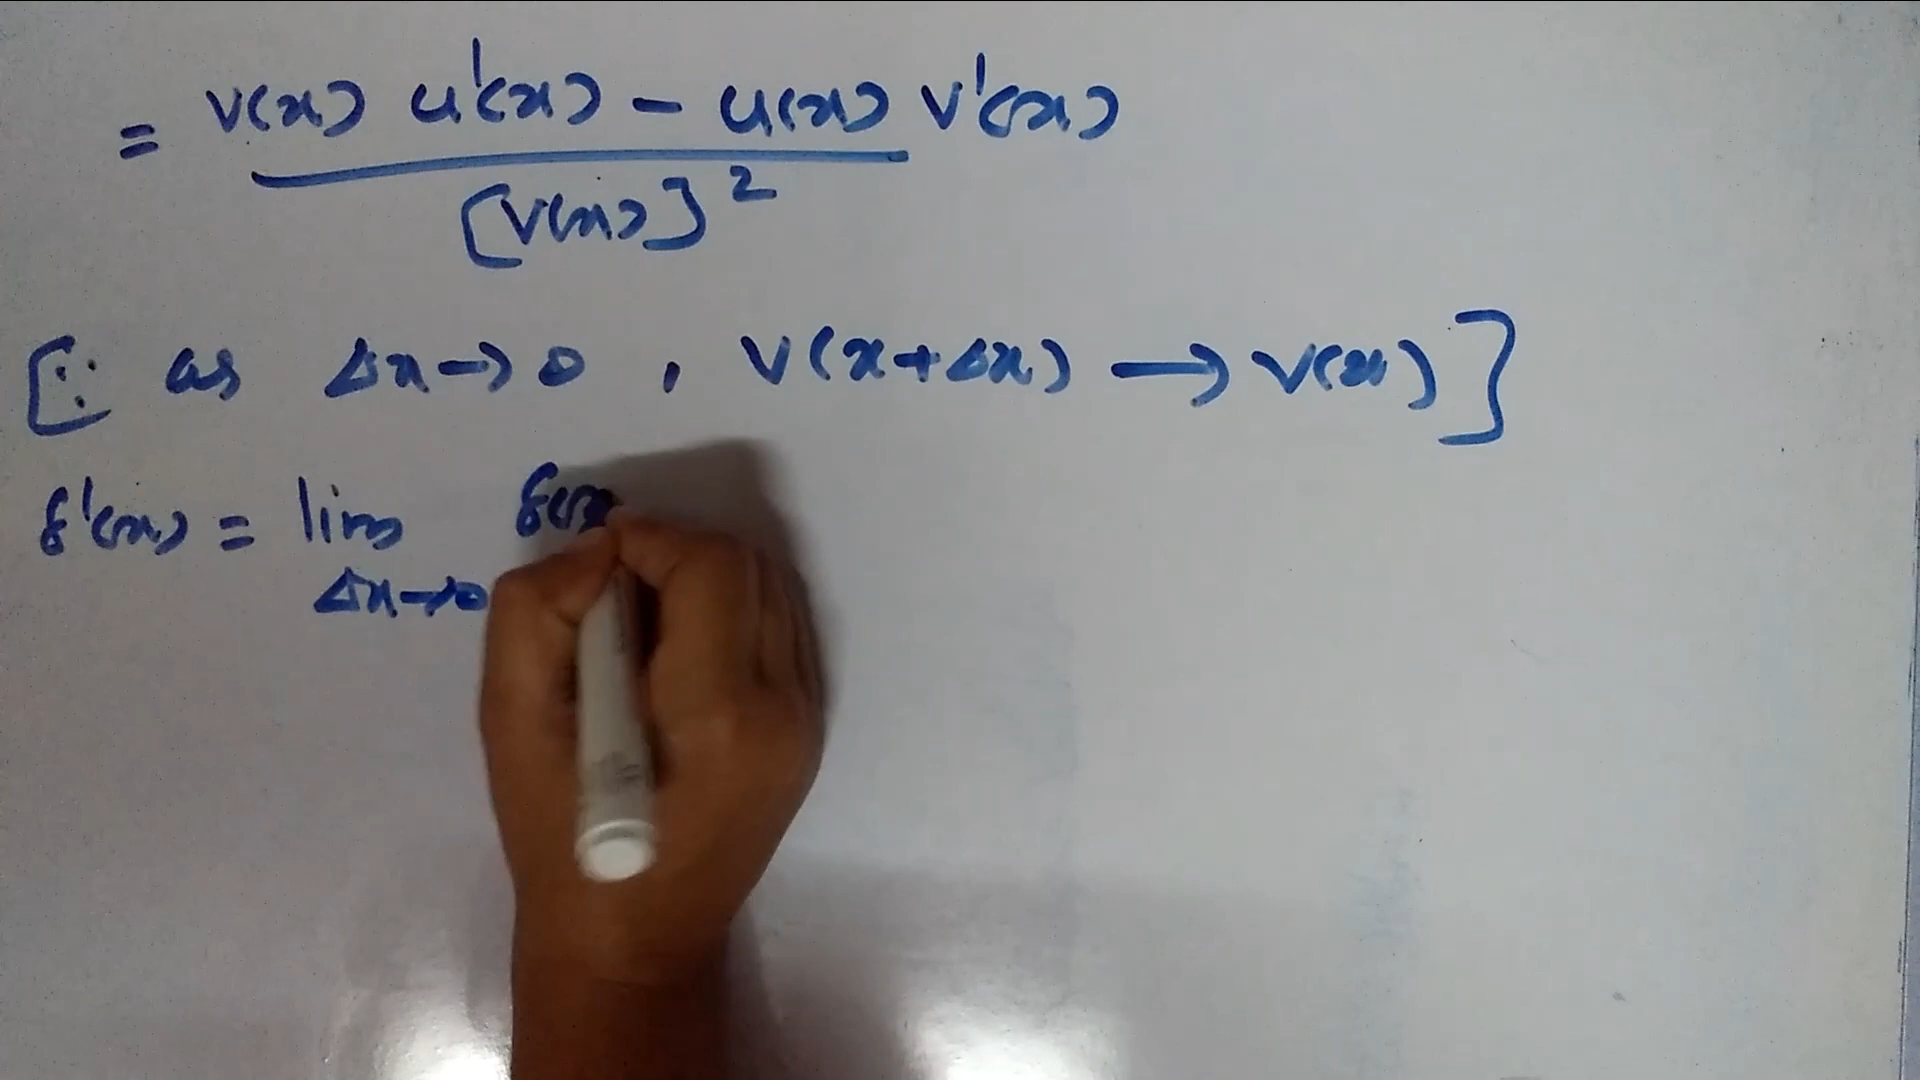 = v(x) u'(x) - u(x) v'(x)
[v(x)]²
[∵ as Δx→0, v(x+Δx) → v(x)]
f'(x) = lim f(x
Δx→0